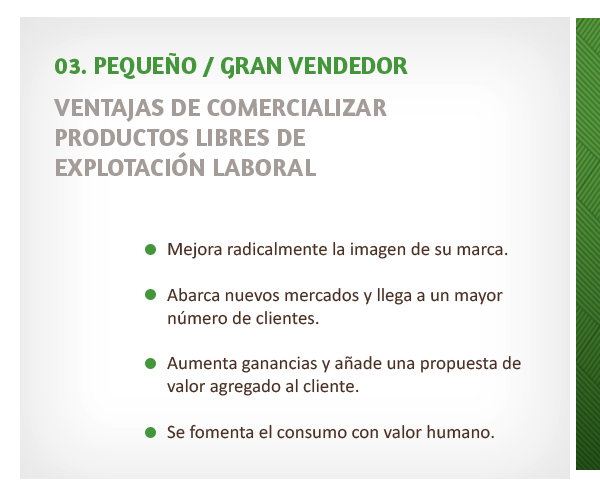 03. PEQUEÑO / GRAN VENDEDOR
VENTAJAS DE COMERCIALIZAR
PRODUCTOS LIBRES DE
EXPLOTACIÓN LABORAL
Mejora radicalmente la imagen de su marca.
Abarca nuevos mercados y llega a un mayor
número de clientes.
Aumenta ganancias y añade una propuesta de
valor agregado al cliente.
Se fomenta el consumo con valor humano.